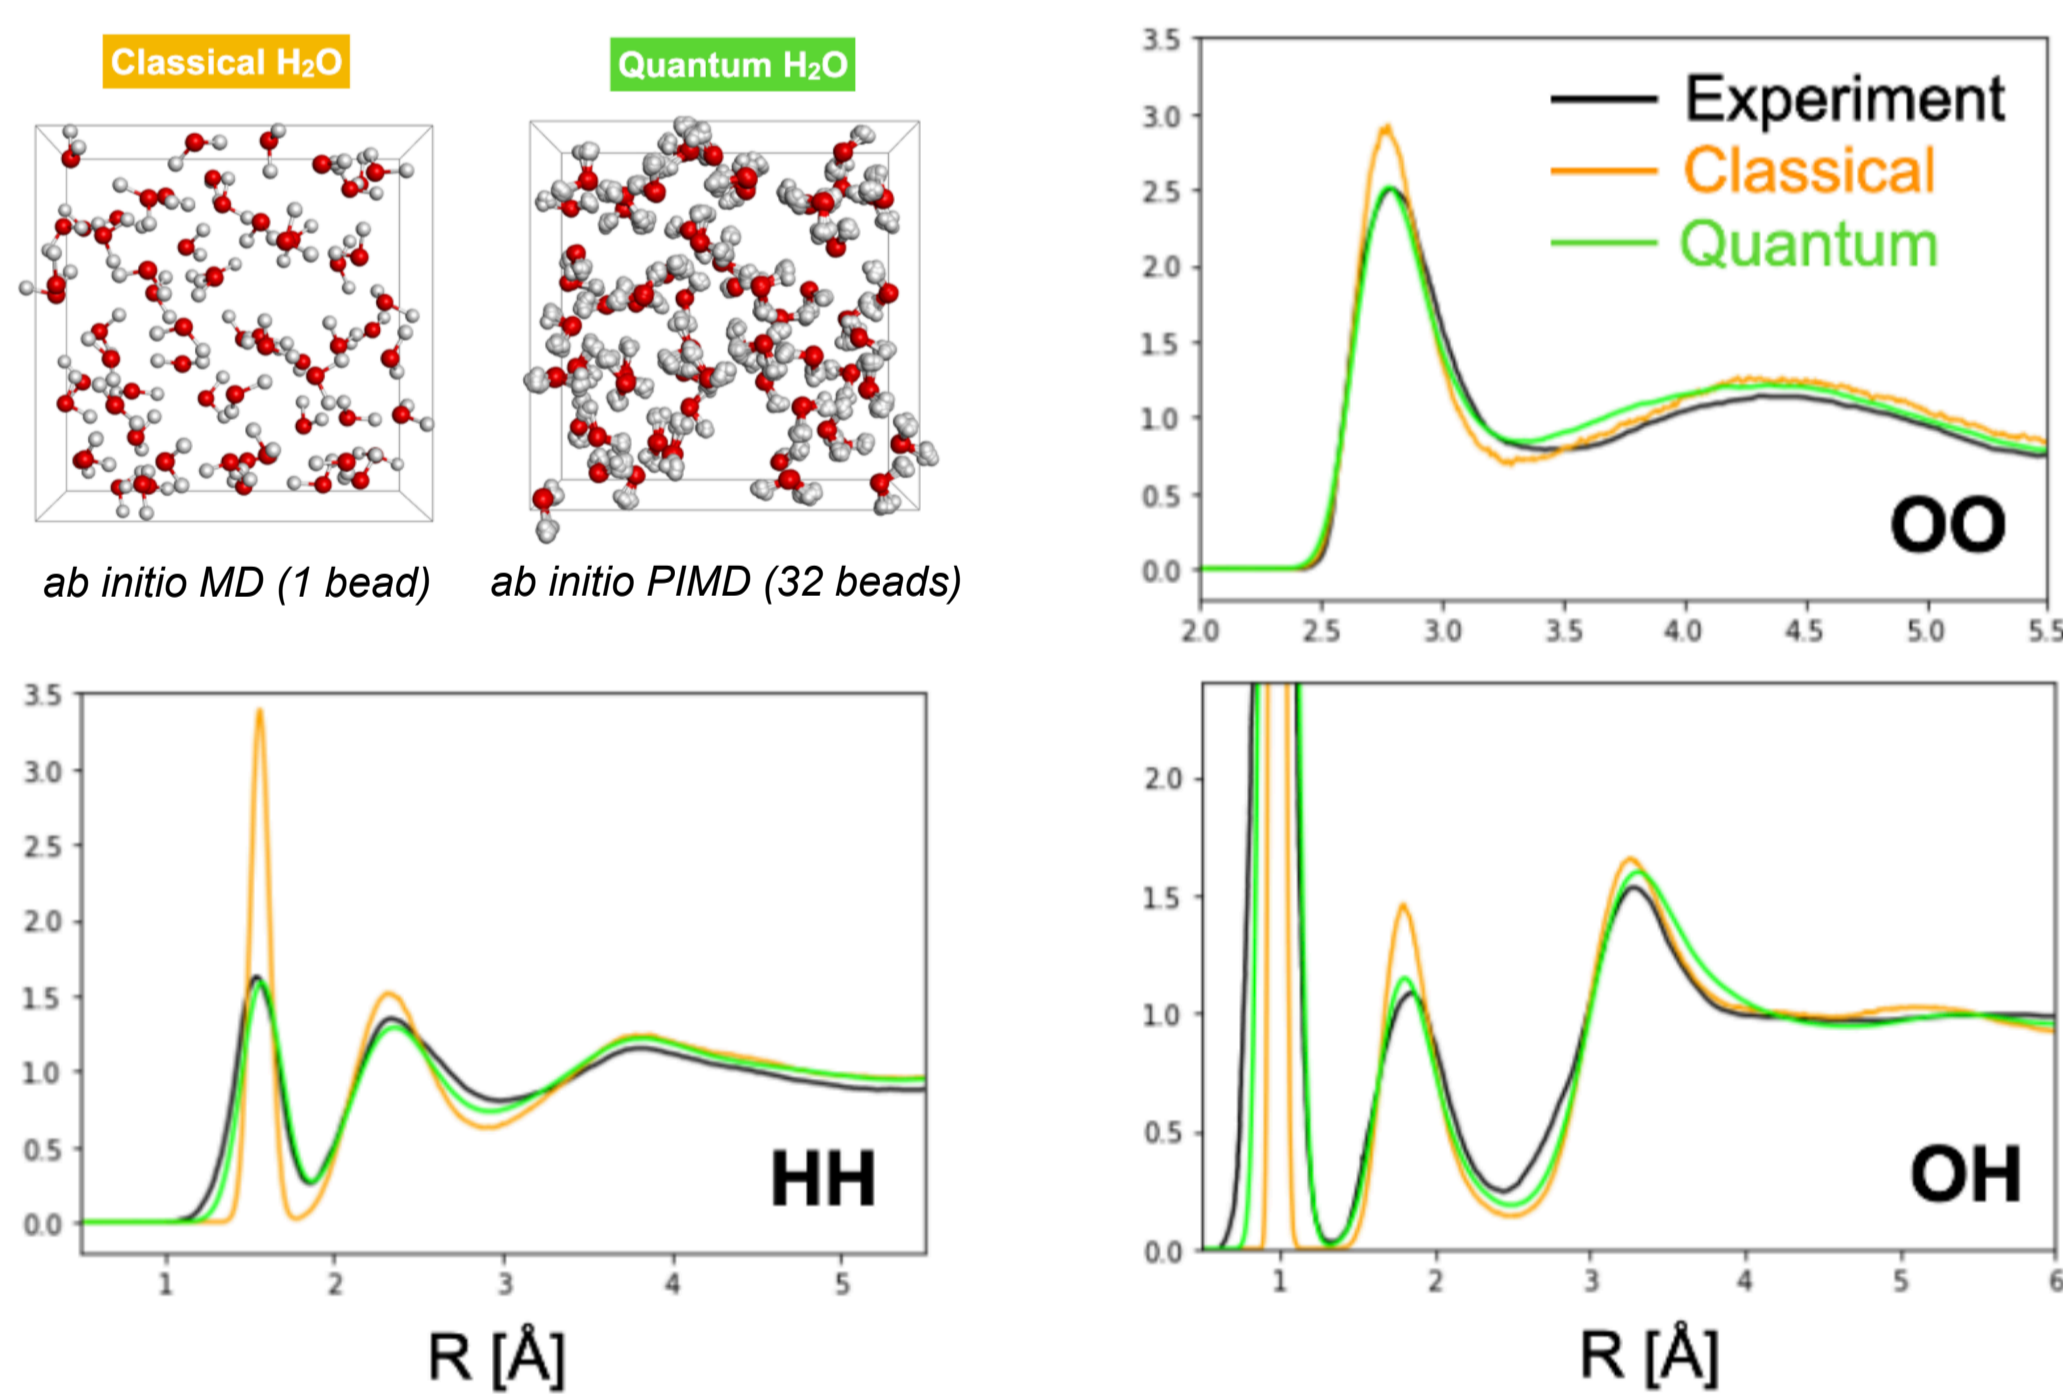 Classical H₂O
Quantum H₂O
ab initio MD (1 bead)
ab initio PIMD (32 beads)
3.5
3.0
2.5
2.0
1.5
1.0
0.5
0.0
Experiment
Classical
Quantum
OO
2.0 2.5 3.0 3.5 4.0 4.5 5.0 5.5
3.5
3.0
2.5
2.0
1.5
1.0
0.5
0.0
HH
1 2 3 4 5
R [Å]
2.0
1.5
1.0
0.5
0.0
OH
1 2 3 4 5 6
R [Å]